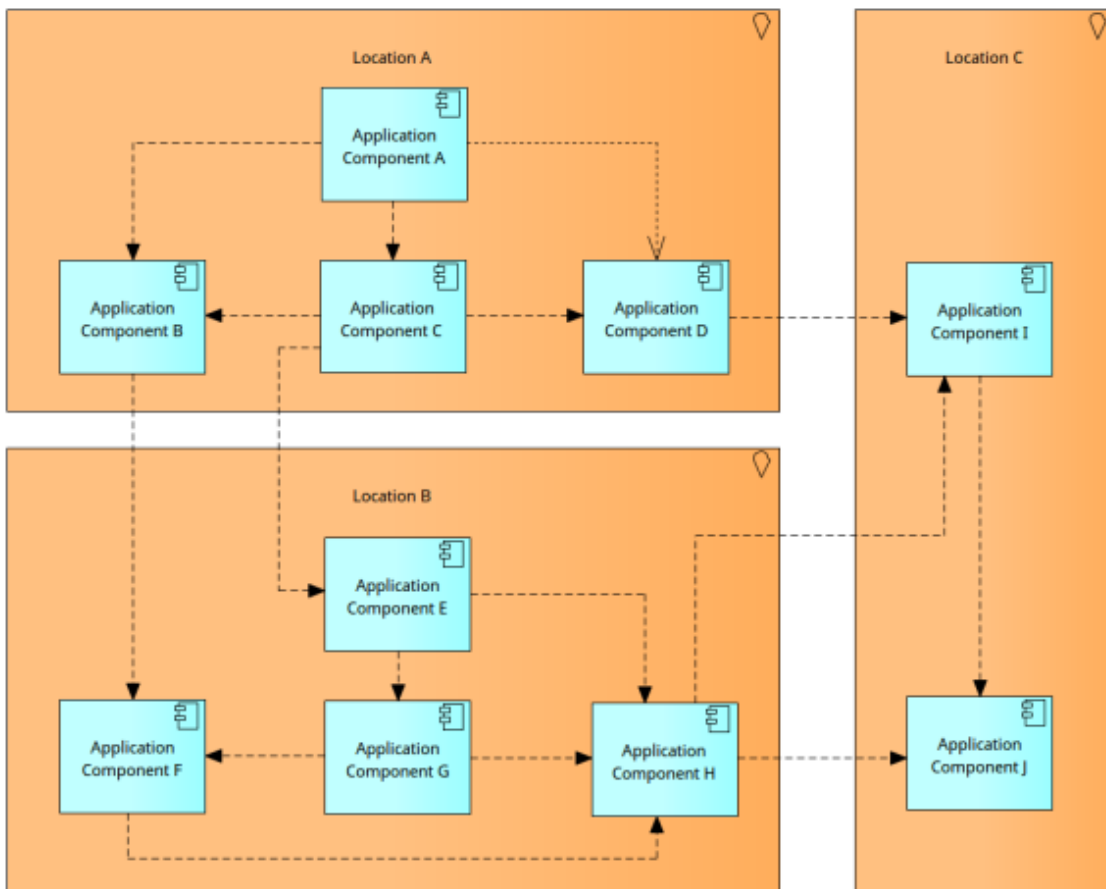 Location A
Location C
Application
Component A
Application
Component B
Application
Component C
Application
Component D
Application
Component I
Location B
Application
Component E
Application
Component F
Application
Component G
Application
Component H
Application
Component J